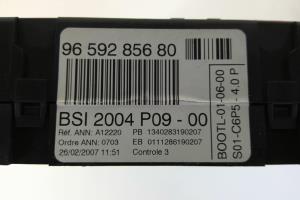 96 592 856 80
BSI 2004 P09 - 00
Réf. ANN: A12220 PB 1340283190207
Ordre ANN: 0703 EB 0111286190207
26/02/2007 11:51 Controle 3
BOOTL-01-06-00
S01-C6P5 - 4.0 P